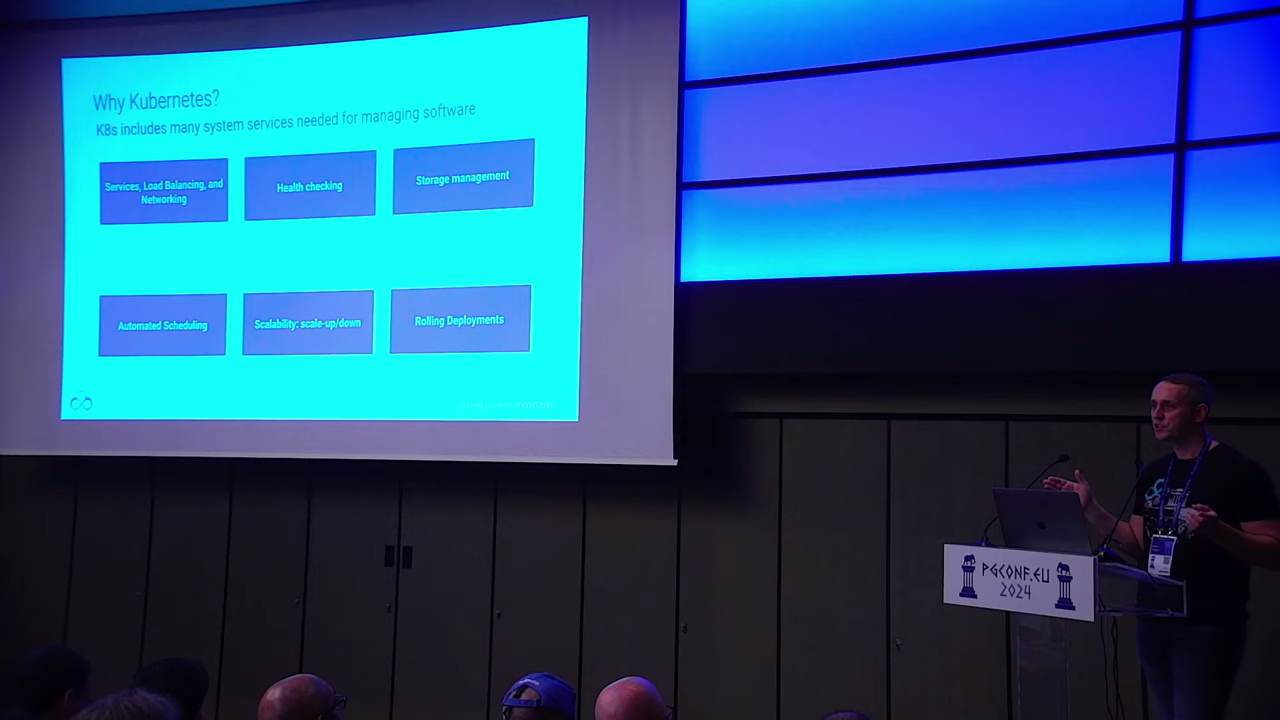 Why Kubernetes?
K8s includes many system services needed for managing software
Services, Load Balancing, and
Networking
Health checking
Storage management
Automated Scheduling
Scalability: scale-up/down
Rolling Deployments
PGCONF.EU
2024